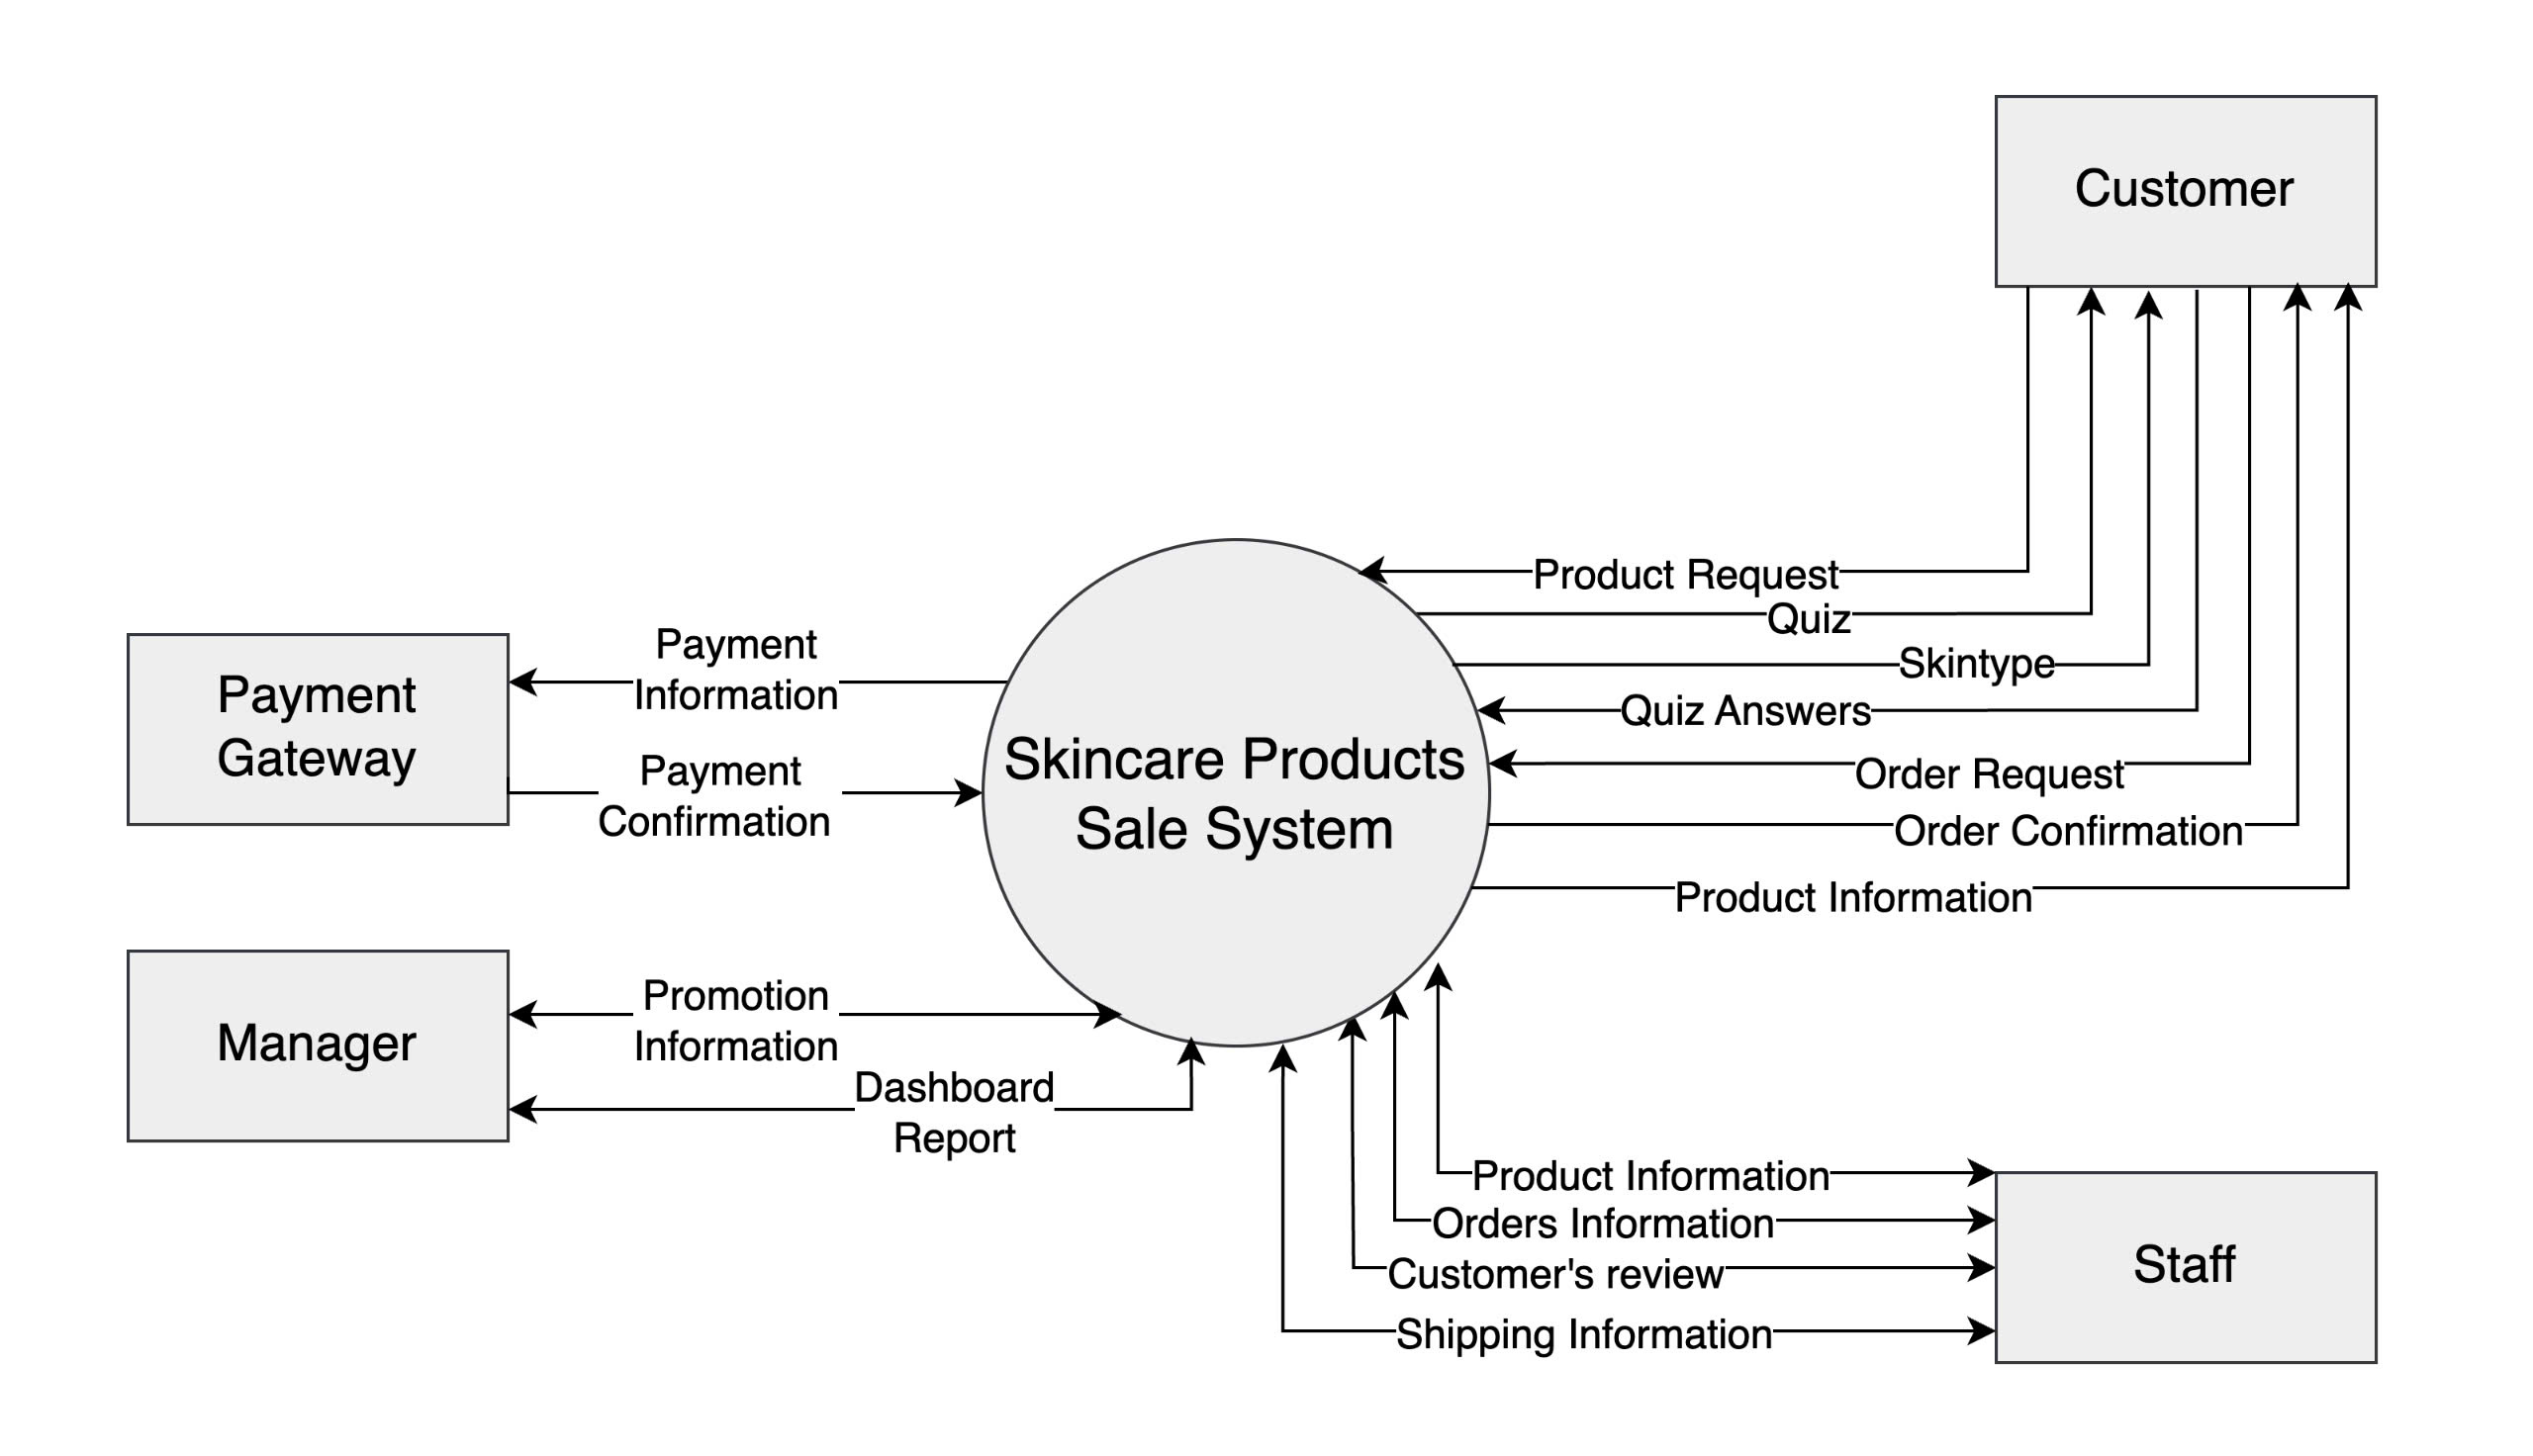 Customer
Product Request
Quiz
Skintype
Quiz Answers
Order Request
Order Confirmation
Product Information
Payment
Information
Payment
Gateway
Payment
Confirmation
Skincare Products
Sale System
Promotion
Information
Manager
Dashboard
Report
Product Information
Orders Information
Customer's review
Shipping Information
Staff